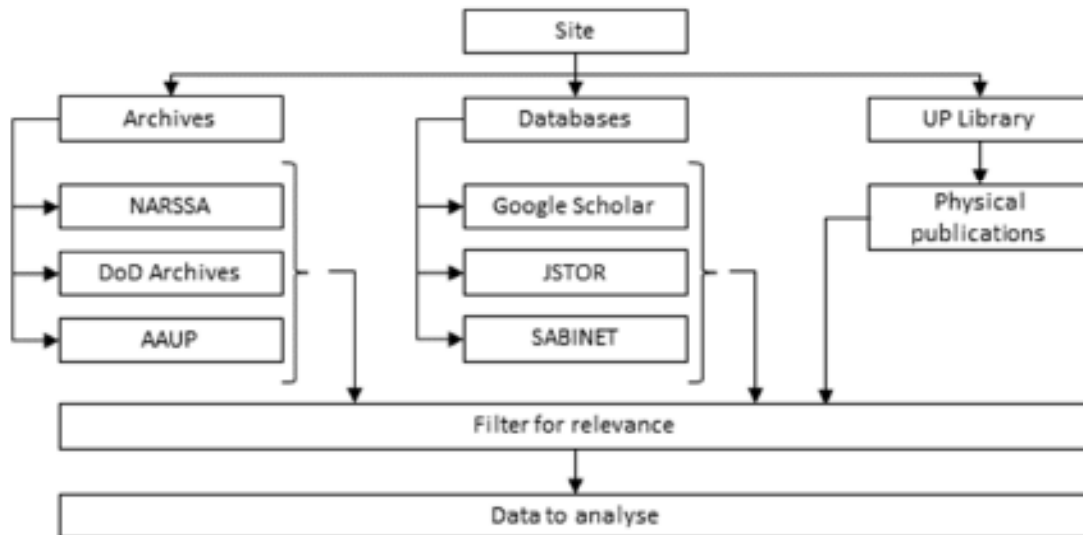 Site
Archives
Databases
UP Library
NARSSA
Google Scholar
Physical
publications
DoD Archives
JSTOR
AAUP
SABINET
Filter for relevance
Data to analyse